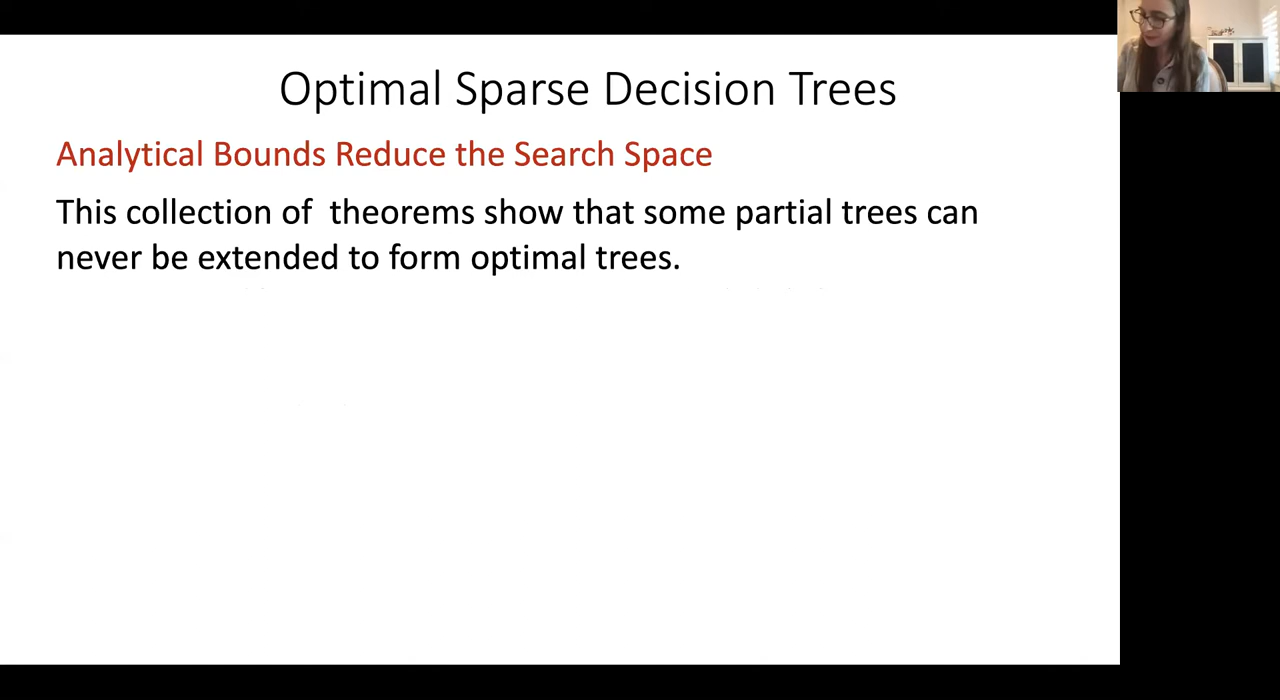 Optimal Sparse Decision Trees
Analytical Bounds Reduce the Search Space
This collection of  theorems show that some partial trees can
never be extended to form optimal trees.